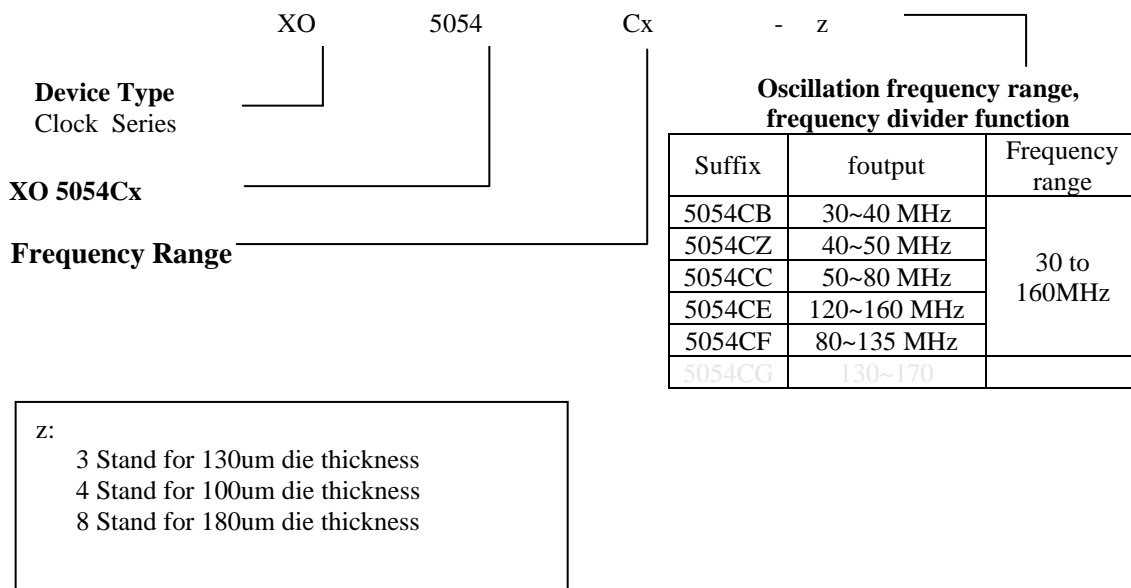 XO 5054 Cx - z
Device Type
Clock Series
XO 5054Cx
Frequency Range
Oscillation frequency range,
frequency divider function
Suffix foutput Frequency range
5054CB 30~40 MHz
5054CZ 40~50 MHz
5054CC 50~80 MHz
5054CE 120~160 MHz
5054CF 80~135 MHz
30 to
160MHz
5054CG 130~170
z:
3 Stand for 130um die thickness
4 Stand for 100um die thickness
8 Stand for 180um die thickness